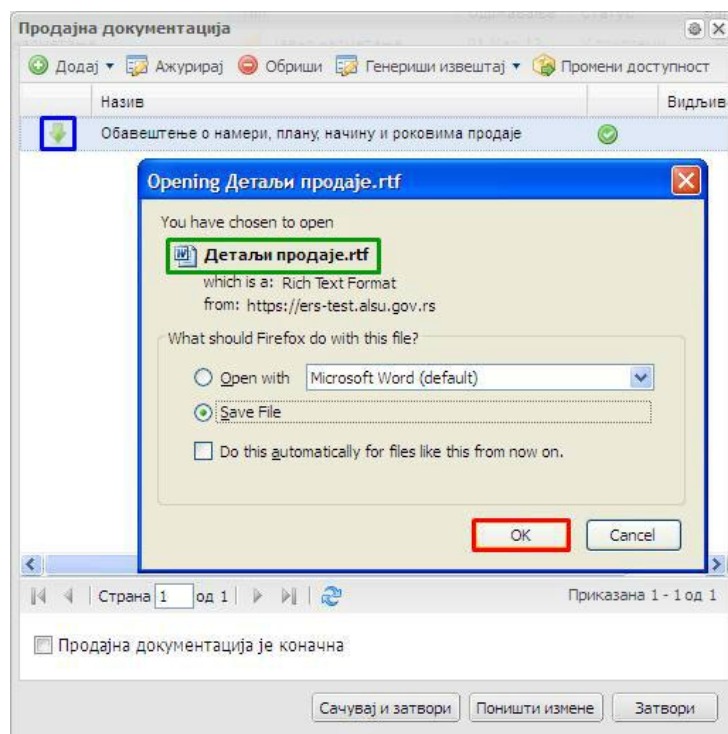 Продајна документација
Додај Ажурирај Обриши Генериши извештај Промени доступност
Назив Видљив
Обавештење о намери, плану, начину и роковима продаје
Opening Детаљи продаје.rtf
You have chosen to open
Детаљи продаје.rtf
which is a: Rich Text Format
from: https://ers-test.alsu.gov.rs
What should Firefox do with this file?
Open with Microsoft Word (default)
Save File
Do this automatically for files like this from now on.
OK Cancel
Страна 1 од 1 Приказана 1 - 1 од 1
Продајна документација је коначна
Сачувај и затвори Поништи измене Затвори